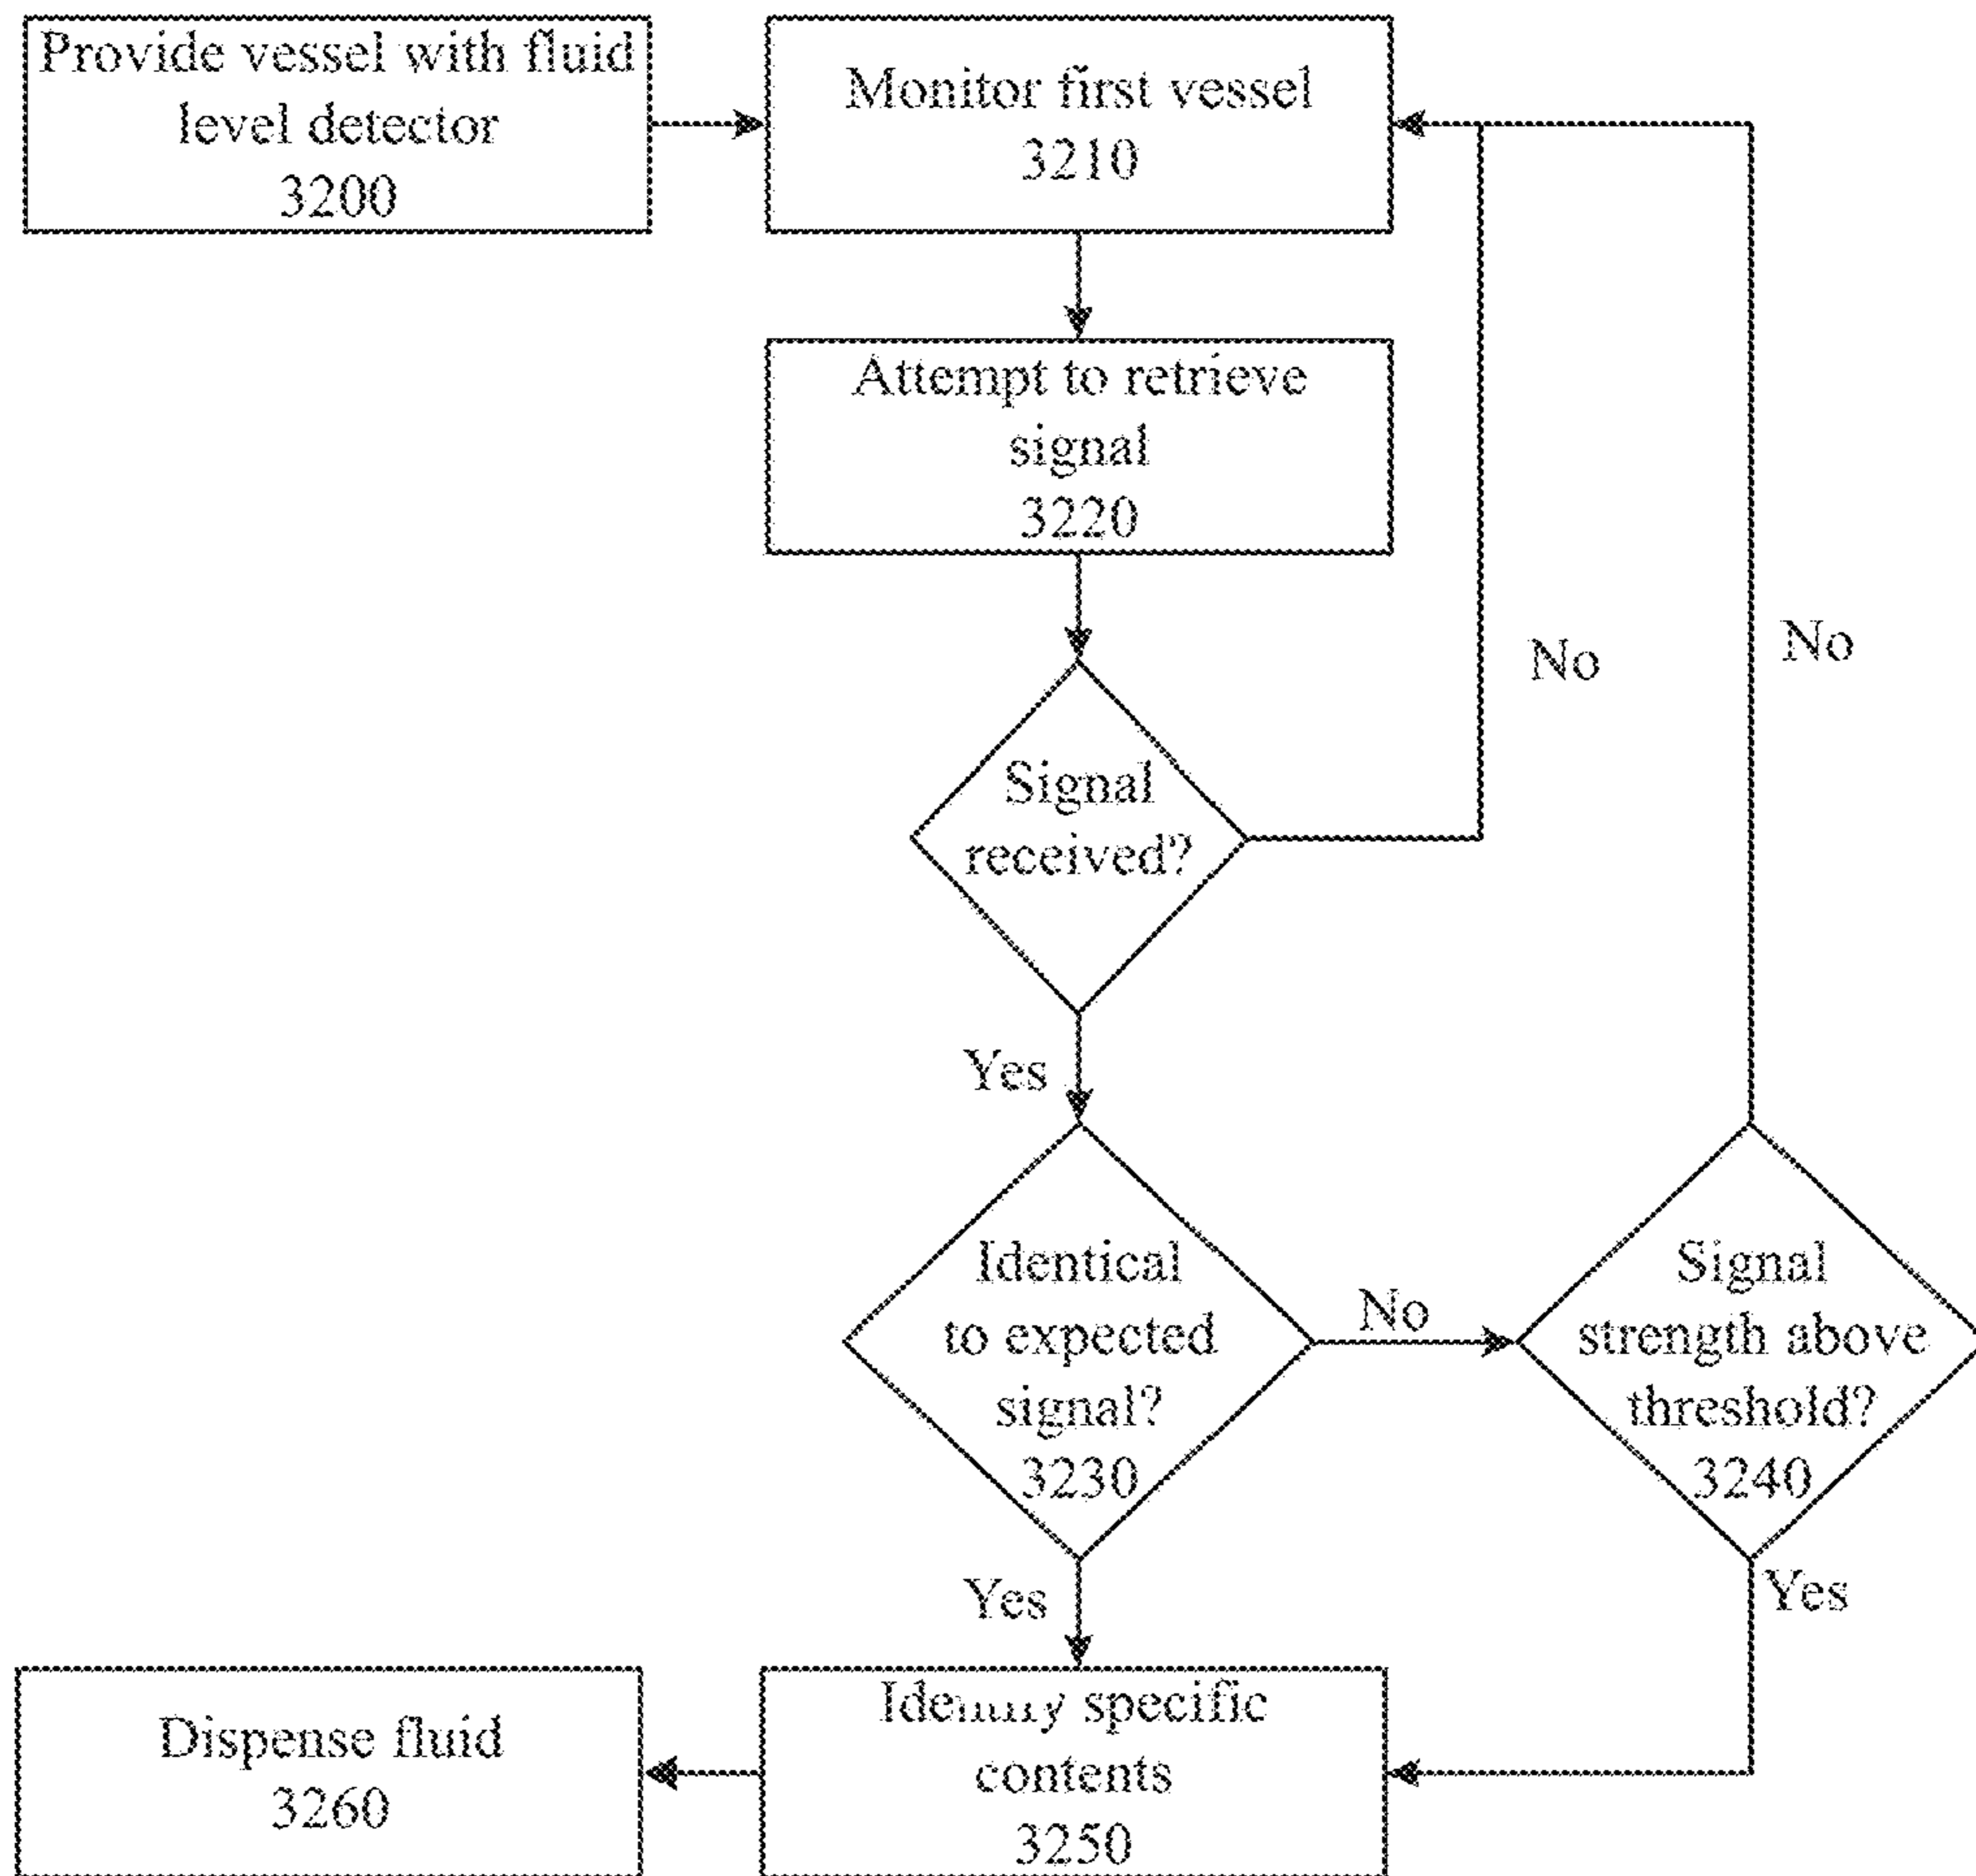 Provide vessel with fluid
level detector
3200
Monitor first vessel
3210
Attempt to retrieve
signal
3220
No
No
Signal
received?
Yes
Identical
to expected
signal?
3230
No
Signal
strength above
threshold?
3240
Yes
Yes
Identify specific
contents
3250
Dispense fluid
3260